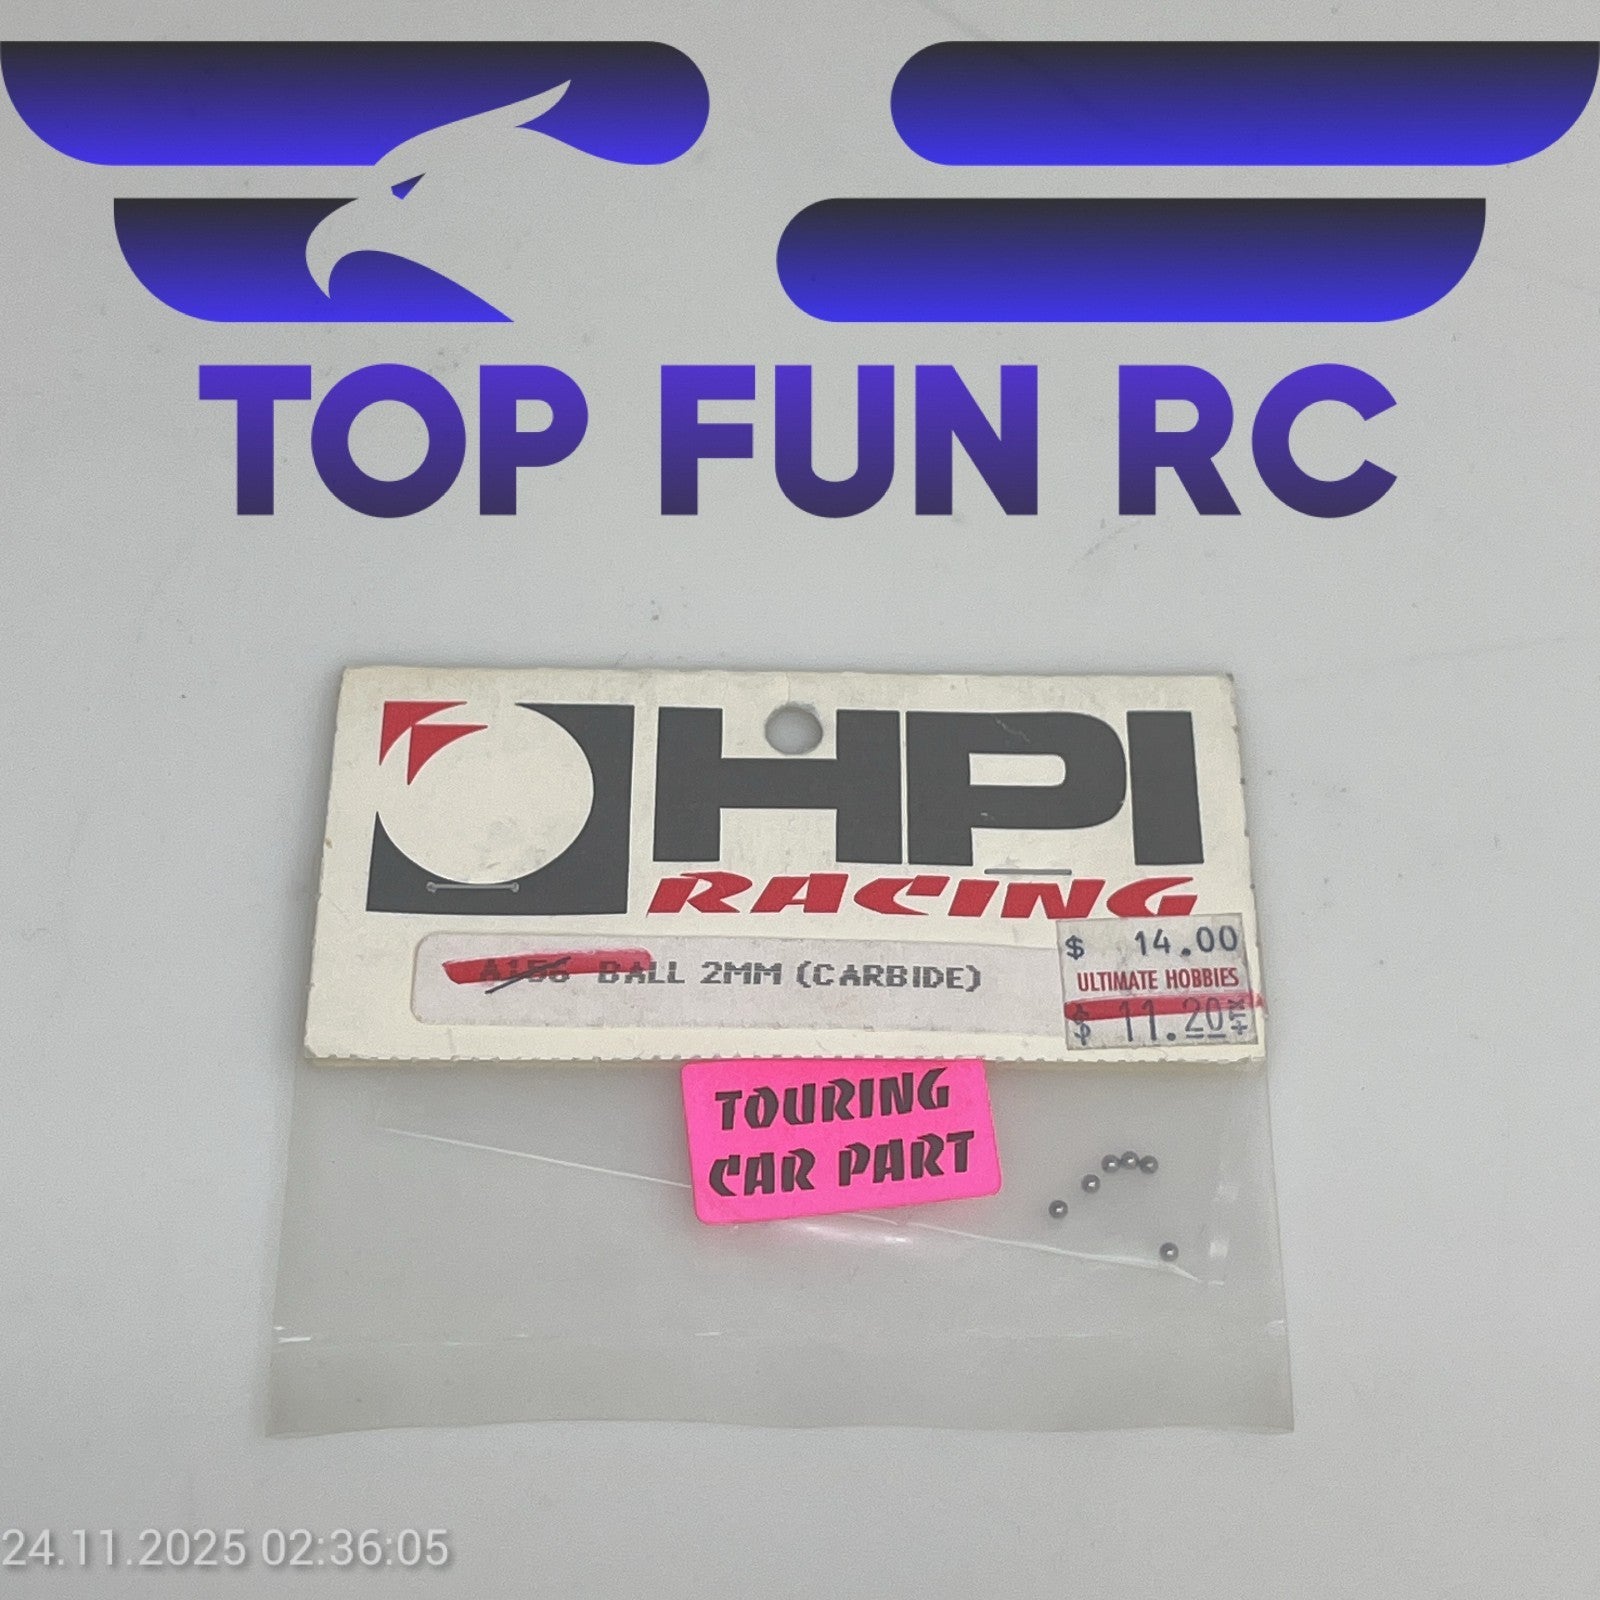 TOP FUN RC
HPI
RACING
A156 BALL 2MM (CARBIDE)
$ 14.00
ULTIMATE HOBBIES
$ 11.20
TOURING
CAR PART
24.11.2025 02:36:05